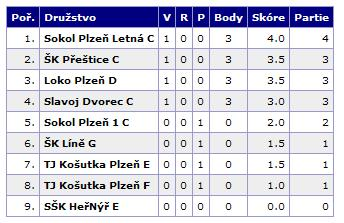 Poř. Družstvo V R P Body Skóre Partie
1. Sokol Plzeň Letná C 1 0 0 3 4.0 4
2. ŠK Přeštice C 1 0 0 3 3.5 3
3. Loko Plzeň D 1 0 0 3 3.5 3
4. Slavoj Dvorec C 1 0 0 3 3.0 3
5. Sokol Plzeň 1 C 0 0 1 0 2.0 2
6. ŠK Líně G 0 0 1 0 1.5 1
7. TJ Košutka Plzeň E 0 0 1 0 1.5 1
8. TJ Košutka Plzeň F 0 0 1 0 1.0 1
9. SŠK HeřNýř E 0 0 0 0 0.0 0